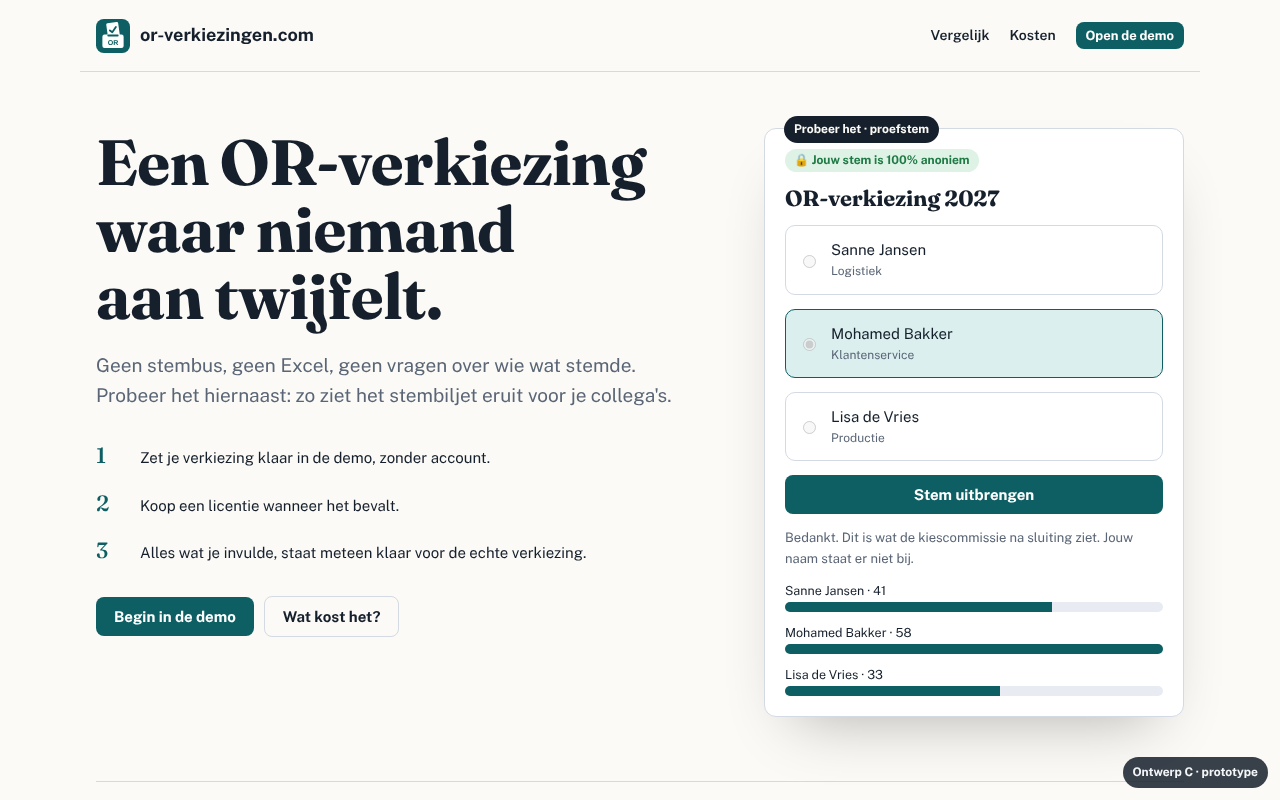 OR
or-verkiezingen.com
Vergelijk
Kosten
Open de demo
Een OR-verkiezing
waar niemand
aan twijfelt.
Geen stembus, geen Excel, geen vragen over wie wat stemde.
Probeer het hiernaast: zo ziet het stembiljet eruit voor je collega's.
1 Zet je verkiezing klaar in de demo, zonder account.
2 Koop een licentie wanneer het bevalt.
3 Alles wat je invulde, staat meteen klaar voor de echte verkiezing.
Begin in de demo
Wat kost het?
Probeer het · proefstem
🔒 Jouw stem is 100% anoniem
OR-verkiezing 2027
Sanne Jansen
Logistiek
Mohamed Bakker
Klantenservice
Lisa de Vries
Productie
Stem uitbrengen
Bedankt. Dit is wat de kiescommissie na sluiting ziet. Jouw
naam staat er niet bij.
Sanne Jansen · 41
Mohamed Bakker · 58
Lisa de Vries · 33
Ontwerp C · prototype